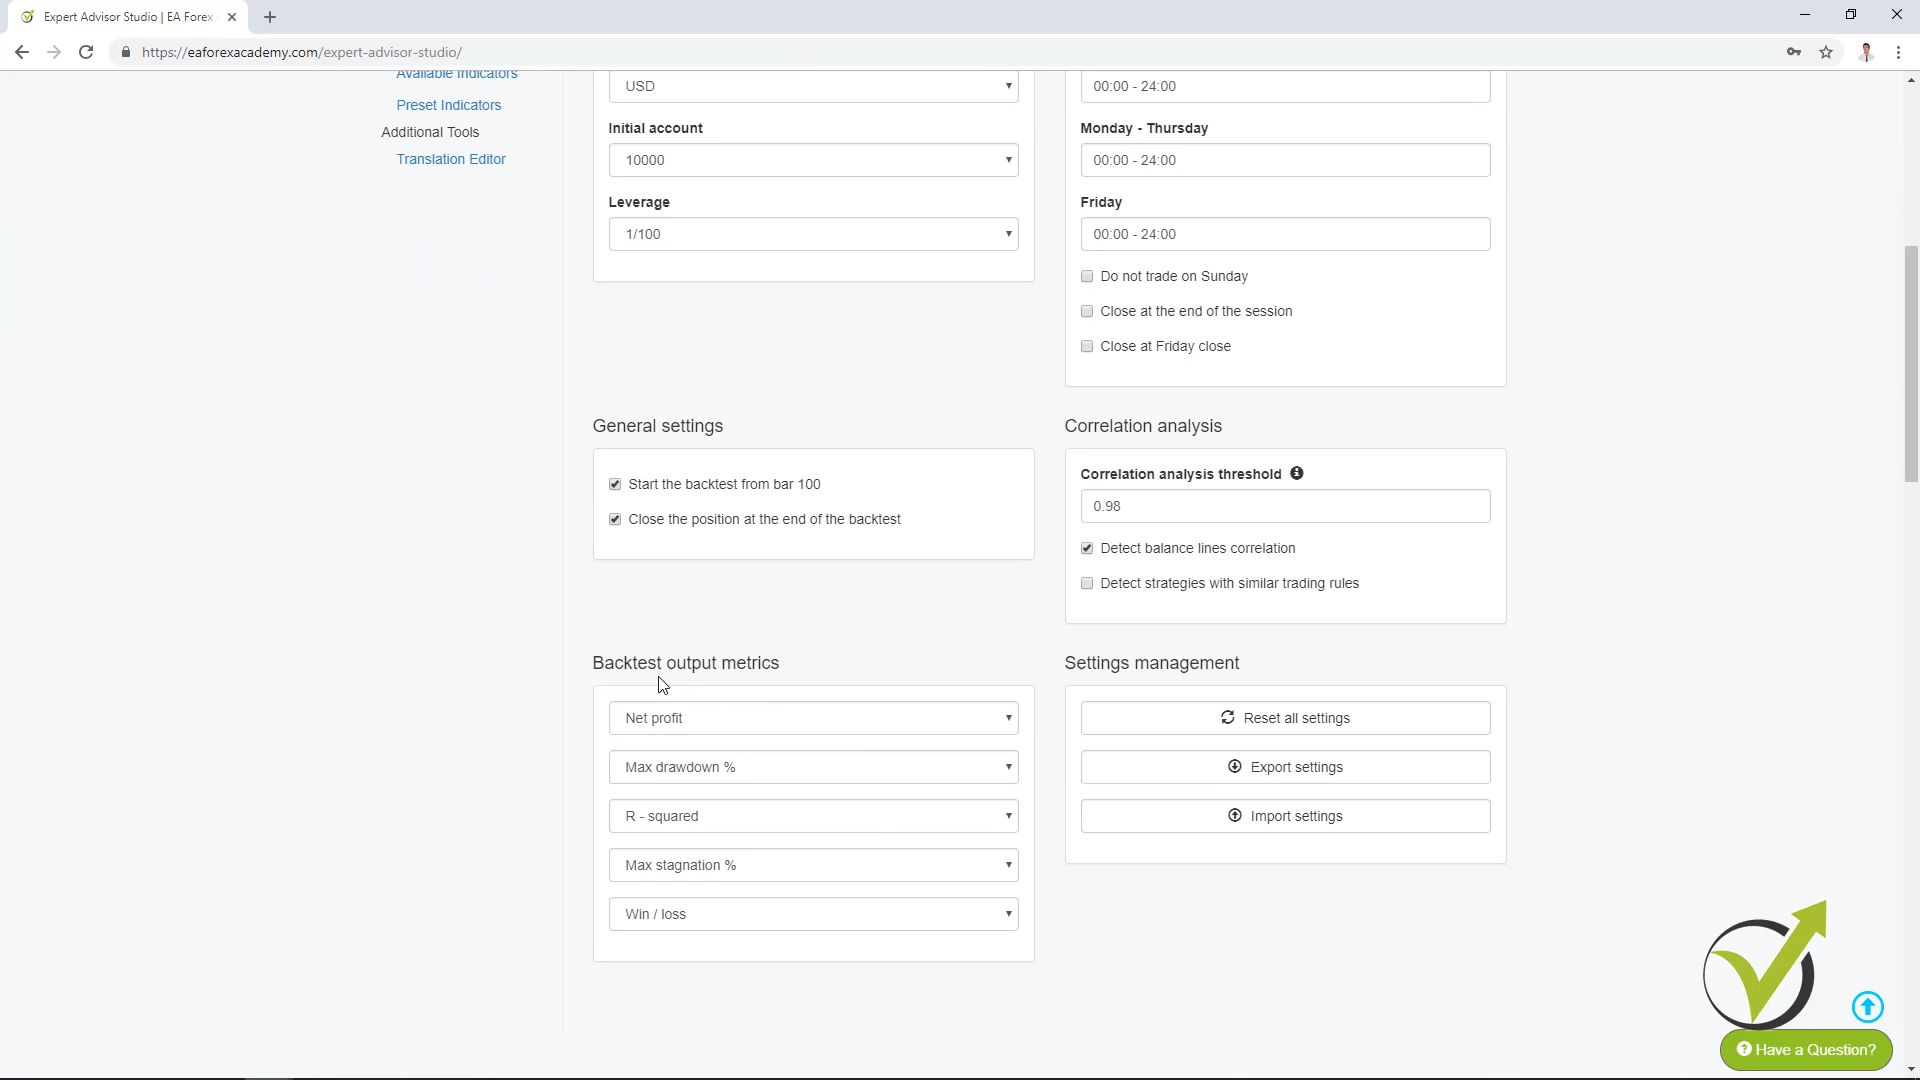 Expert Advisor Studio | EA Forex
https://eaforexacademy.com/expert-advisor-studio/
Available Indicators
Preset Indicators
Additional Tools
Translation Editor
USD
Initial account
10000
Leverage
1/100
00:00 - 24:00
Monday - Thursday
00:00 - 24:00
Friday
00:00 - 24:00
Do not trade on Sunday
Close at the end of the session
Close at Friday close
General settings
Start the backtest from bar 100
Close the position at the end of the backtest
Correlation analysis
Correlation analysis threshold
0.98
Detect balance lines correlation
Detect strategies with similar trading rules
Backtest output metrics
Net profit
Max drawdown %
R - squared
Max stagnation %
Win / loss
Settings management
Reset all settings
Export settings
Import settings
Have a Question?